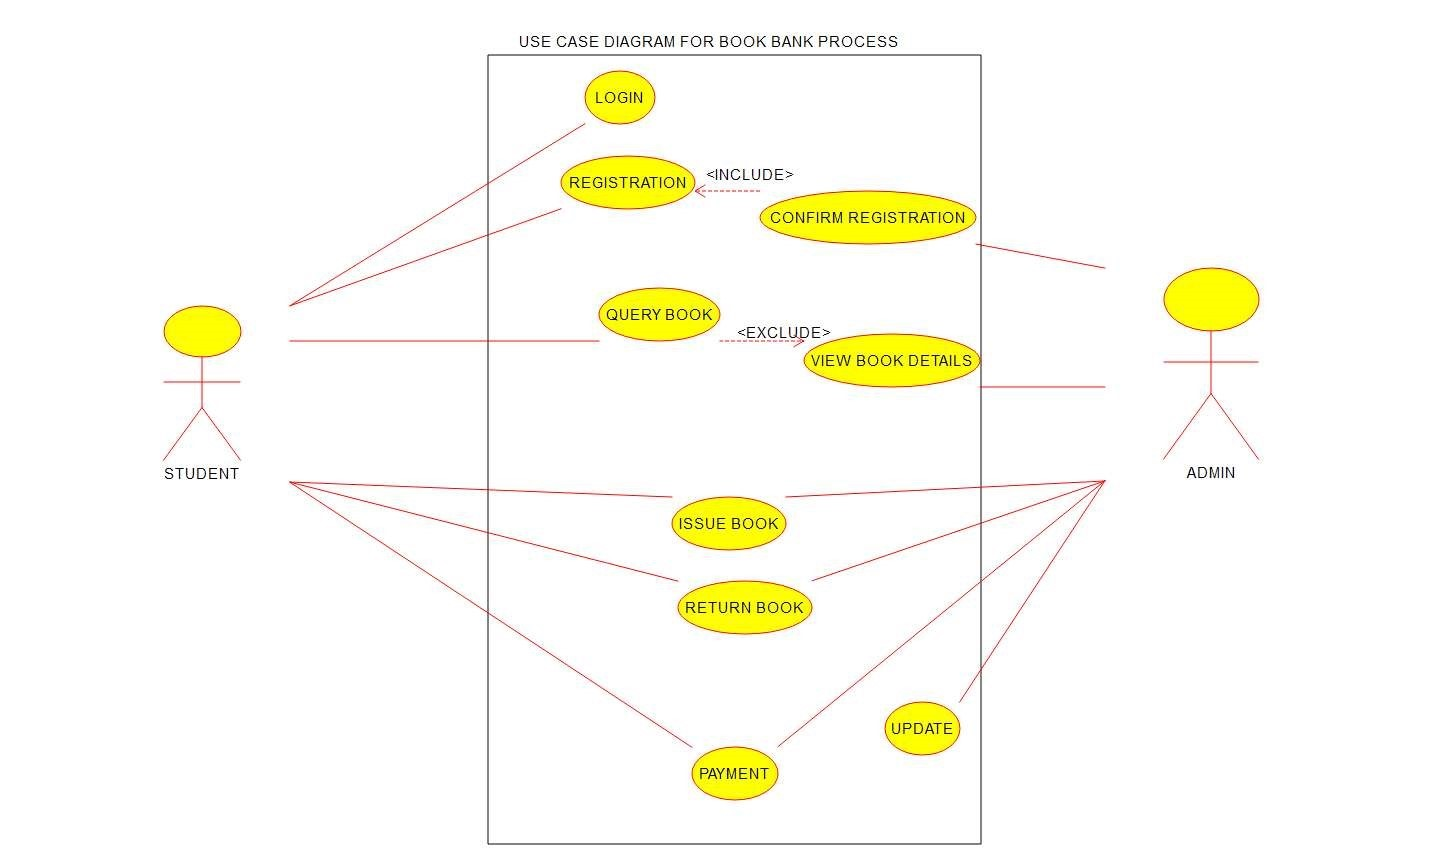 USE CASE DIAGRAM FOR BOOK BANK PROCESS
LOGIN
REGISTRATION
<INCLUDE>
CONFIRM REGISTRATION
QUERY BOOK
<EXCLUDE>
VIEW BOOK DETAILS
STUDENT
ADMIN
ISSUE BOOK
RETURN BOOK
UPDATE
PAYMENT